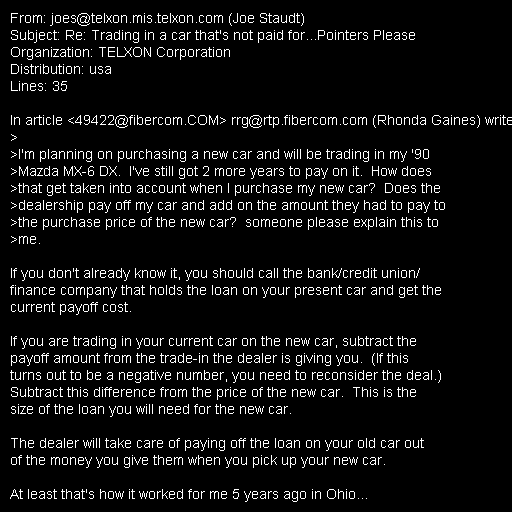 From: joes@telxon.mis.telxon.com (Joe Staudt)
Subject: Re: Trading in a car that's not paid for...Pointers Please
Organization: TELXON Corporation
Distribution: usa
Lines: 35

In article <49422@fibercom.COM> rrg@rtp.fibercom.com (Rhonda Gaines) write
>
>I'm planning on purchasing a new car and will be trading in my '90
>Mazda MX-6 DX.  I've still got 2 more years to pay on it.  How does
>that get taken into account when I purchase my new car?  Does the
>dealership pay off my car and add on the amount they had to pay to
>the purchase price of the new car?  someone please explain this to
>me.

If you don't already know it, you should call the bank/credit union/
finance company that holds the loan on your present car and get the
current payoff cost.

If you are trading in your current car on the new car, subtract the
payoff amount from the trade-in the dealer is giving you.  (If this
turns out to be a negative number, you need to reconsider the deal.)
Subtract this difference from the price of the new car.  This is the
size of the loan you will need for the new car.

The dealer will take care of paying off the loan on your old car out
of the money you give them when you pick up your new car.

At least that's how it worked for me 5 years ago in Ohio...